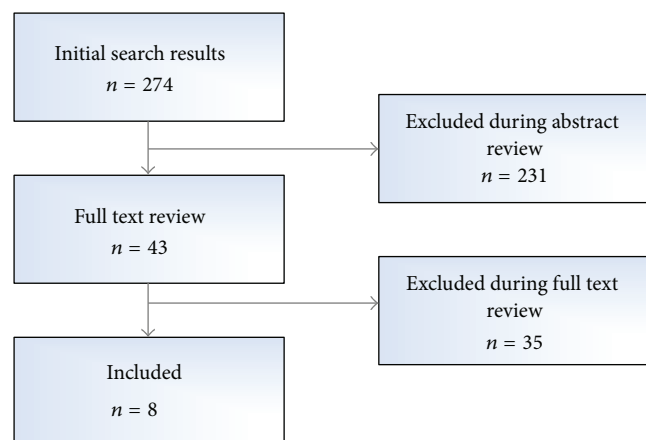 Initial search results
n = 274
Excluded during abstract
review
n = 231
Full text review
n = 43
Excluded during full text
review
n = 35
Included
n = 8